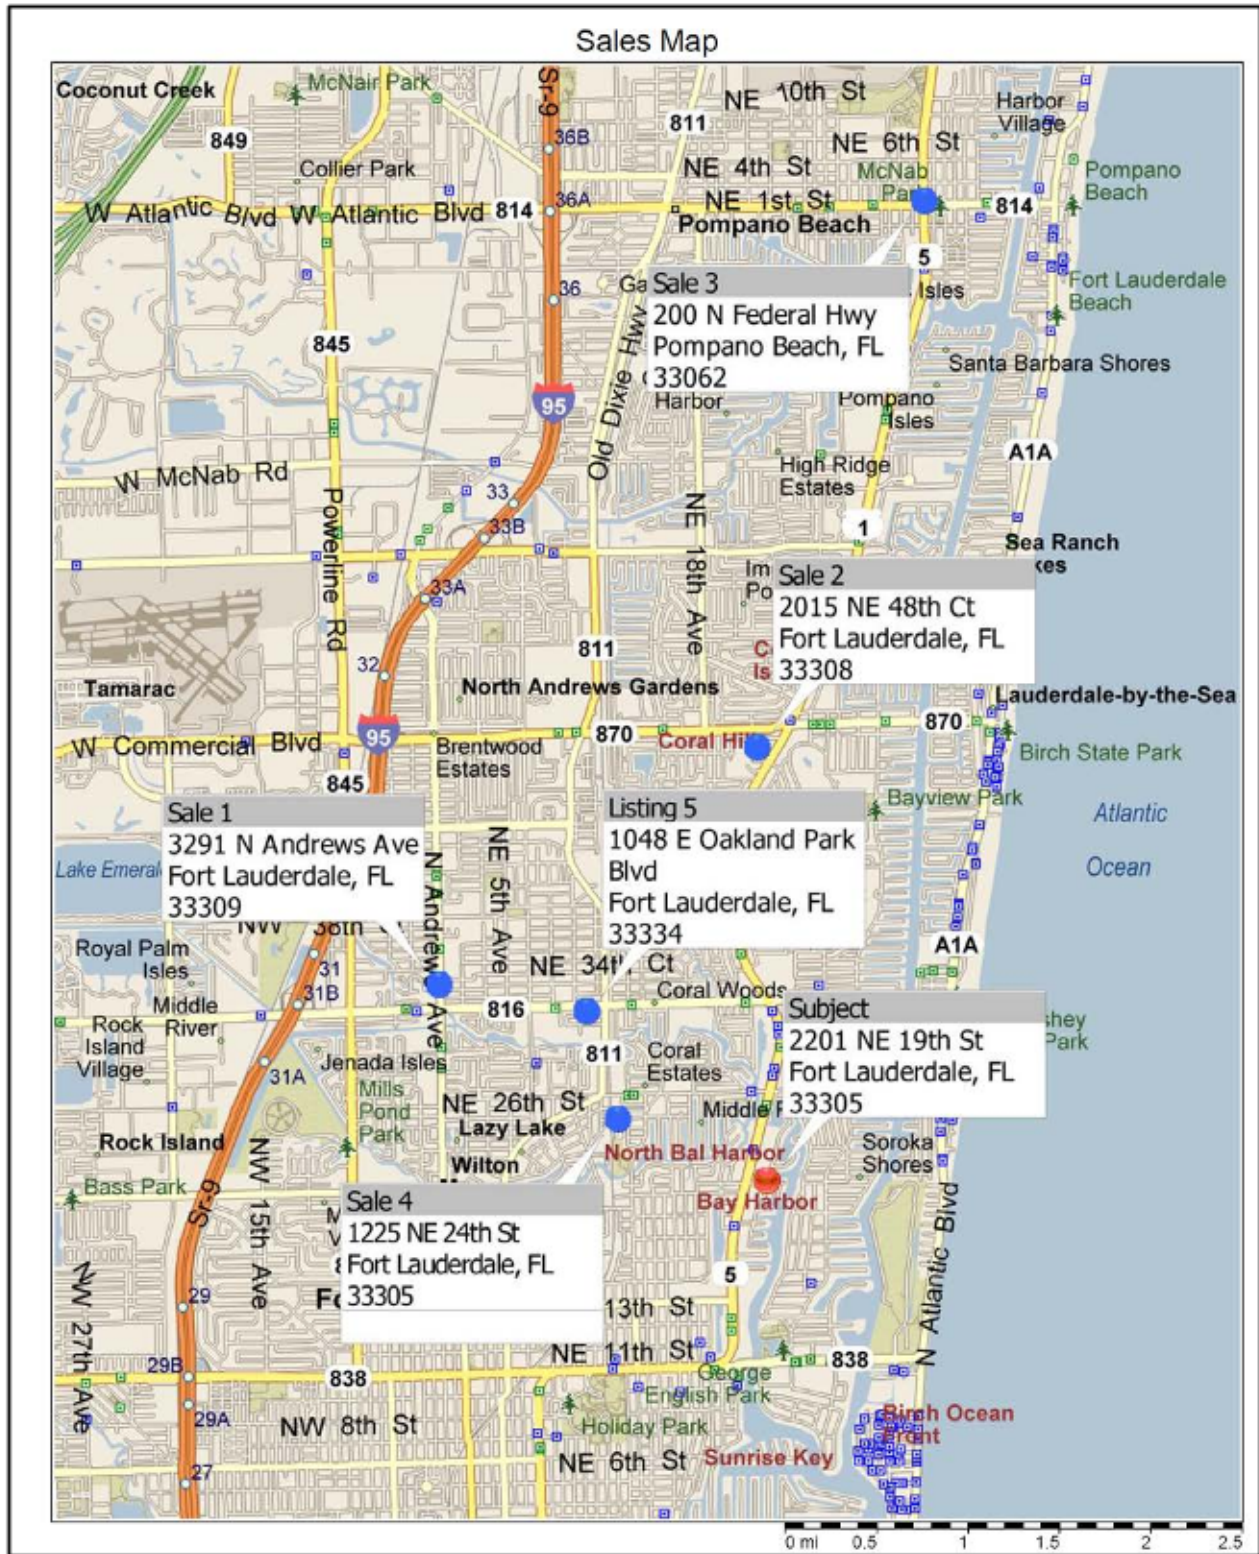 Sales Map
Coconut Creek
McNair Park
Sr-9
NE 10th St
Harbor
Village
849
36B
811
NE 6th St
Collier Park
NE 4th St
McNab
Pompano
Beach
W Atlantic Blvd
W Atlantic Blvd
814
36A
NE 1st St
814
Pompano Beach
5
Sale 3
200 N Federal Hwy
Pompano Beach, FL
33062
Isles
Fort Lauderdale
Beach
36
845
Santa Barbara Shores
95
Harbor
Pompano
Isles
Old Dixie Hwy
A1A
W McNab Rd
High Ridge
Estates
33
Powerline Rd
NE 18th Ave
33B
1
Sea Ranch
33A
Sale 2
2015 NE 48th Ct
Fort Lauderdale, FL
33308
811
32
Tamarac
North Andrews Gardens
Lauderdale-by-the-Sea
95
870
870
W Commercial Blvd
Brentwood
Estates
Coral Hill
Birch State Park
845
Sale 1
3291 N Andrews Ave
Fort Lauderdale, FL
33309
Listing 5
1048 E Oakland Park
Blvd
Fort Lauderdale, FL
33334
Bayview Park
Atlantic
Ocean
Lake Emeral
NE 5th Ave
N Andrews Ave
NW 38th
Royal Palm
Isles
31
NE 34th Ct
A1A
31B
Middle
River
816
Coral Woods
Rock
Island
Village
Subject
2201 NE 19th St
Fort Lauderdale, FL
33305
Park
811
Coral
Estates
31A
Jenada Isles
Mills
Pond
Park
NE 26th St
Middle
Rock Island
Lazy Lake
Wilton
North Bal Harbor
Soroka
Shores
Bass Park
Sr-9
NW 15th Ave
Bay Harbor
Sale 4
1225 NE 24th St
Fort Lauderdale, FL
33305
N Atlantic Blvd
NW 27th Ave
29
5
13th St
29B
838
NE 11th St
838
George
English Park
29A
NW 8th St
Holiday Park
Birch Ocean
Front
27
NE 6th St
Sunrise Key
0 mi 0.5 1 1.5 2 2.5